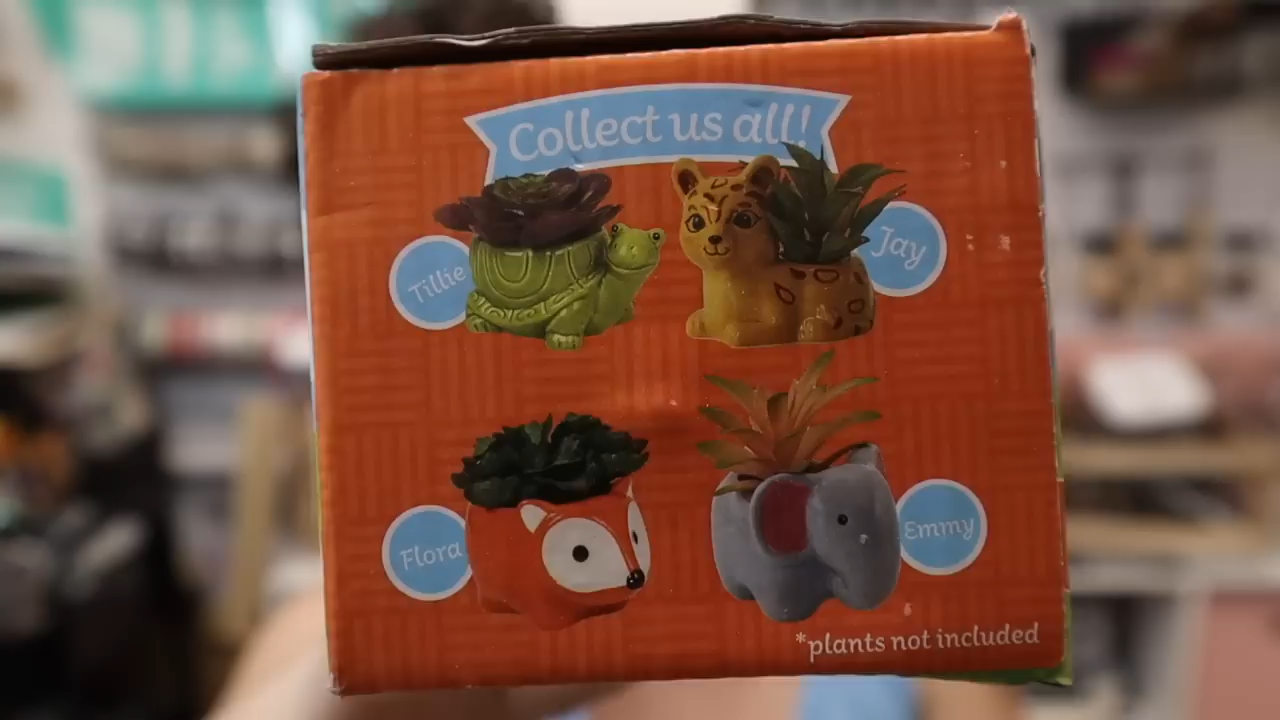 Collect us all!
Tillie
Jay
Flora
Emmy
*plants not included